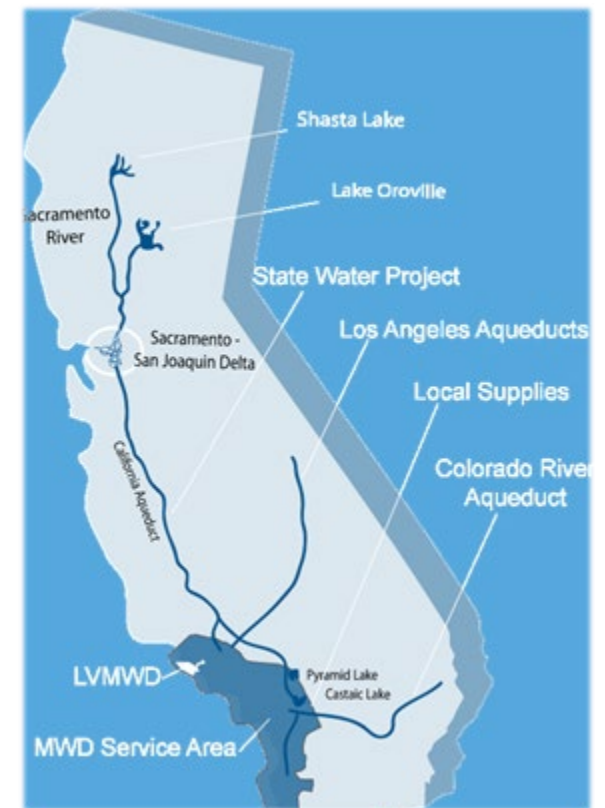 Shasta Lake
Lake Oroville
acramento
River
State Water Project
Los Angeles Aqueducts
Sacramento -
San Joaquin Delta
Local Supplies
California Aqueduct
Colorado River
Aqueduct
LVMWD
Pyramid Lake
Castaic Lake
MWD Service Area